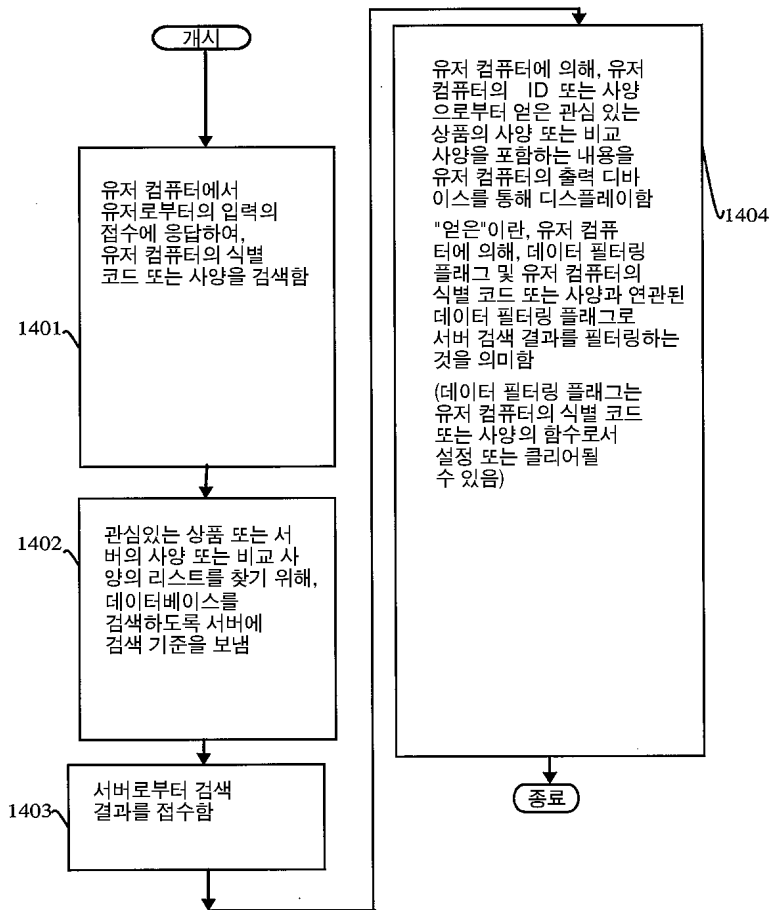 개시
유저 컴퓨터에서
유저로부터의 입력의
접수에 응답하여,
유저 컴퓨터의 식별
코드 또는 사양을 검색함
1401
관심있는 상품 또는 서
버의 사양 또는 비교 사
양의 리스트를 찾기 위해,
데이터베이스를
검색하도록 서버에
검색 기준을 보냄
1402
서버로부터 검색
결과를 접수함
1403
유저 컴퓨터에 의해, 유저
컴퓨터의 ID 또는 사양
으로부터 얻은 관심 있는
상품의 사양 또는 비교
사양을 포함하는 내용을
유저 컴퓨터의 출력 디바
이스를 통해 디스플레이함
"얻은"이란, 유저 컴퓨
터에 의해, 데이터 필터링
플래그 및 유저 컴퓨터의
식별 코드 또는 사양과 연관된
데이터 필터링 플래그로
서버 검색 결과를 필터링하는
것을 의미함
(데이터 필터링 플래그는
유저 컴퓨터의 식별 코드
또는 사양의 함수로서
설정 또는 클리어될
수 있음)
1404
종료